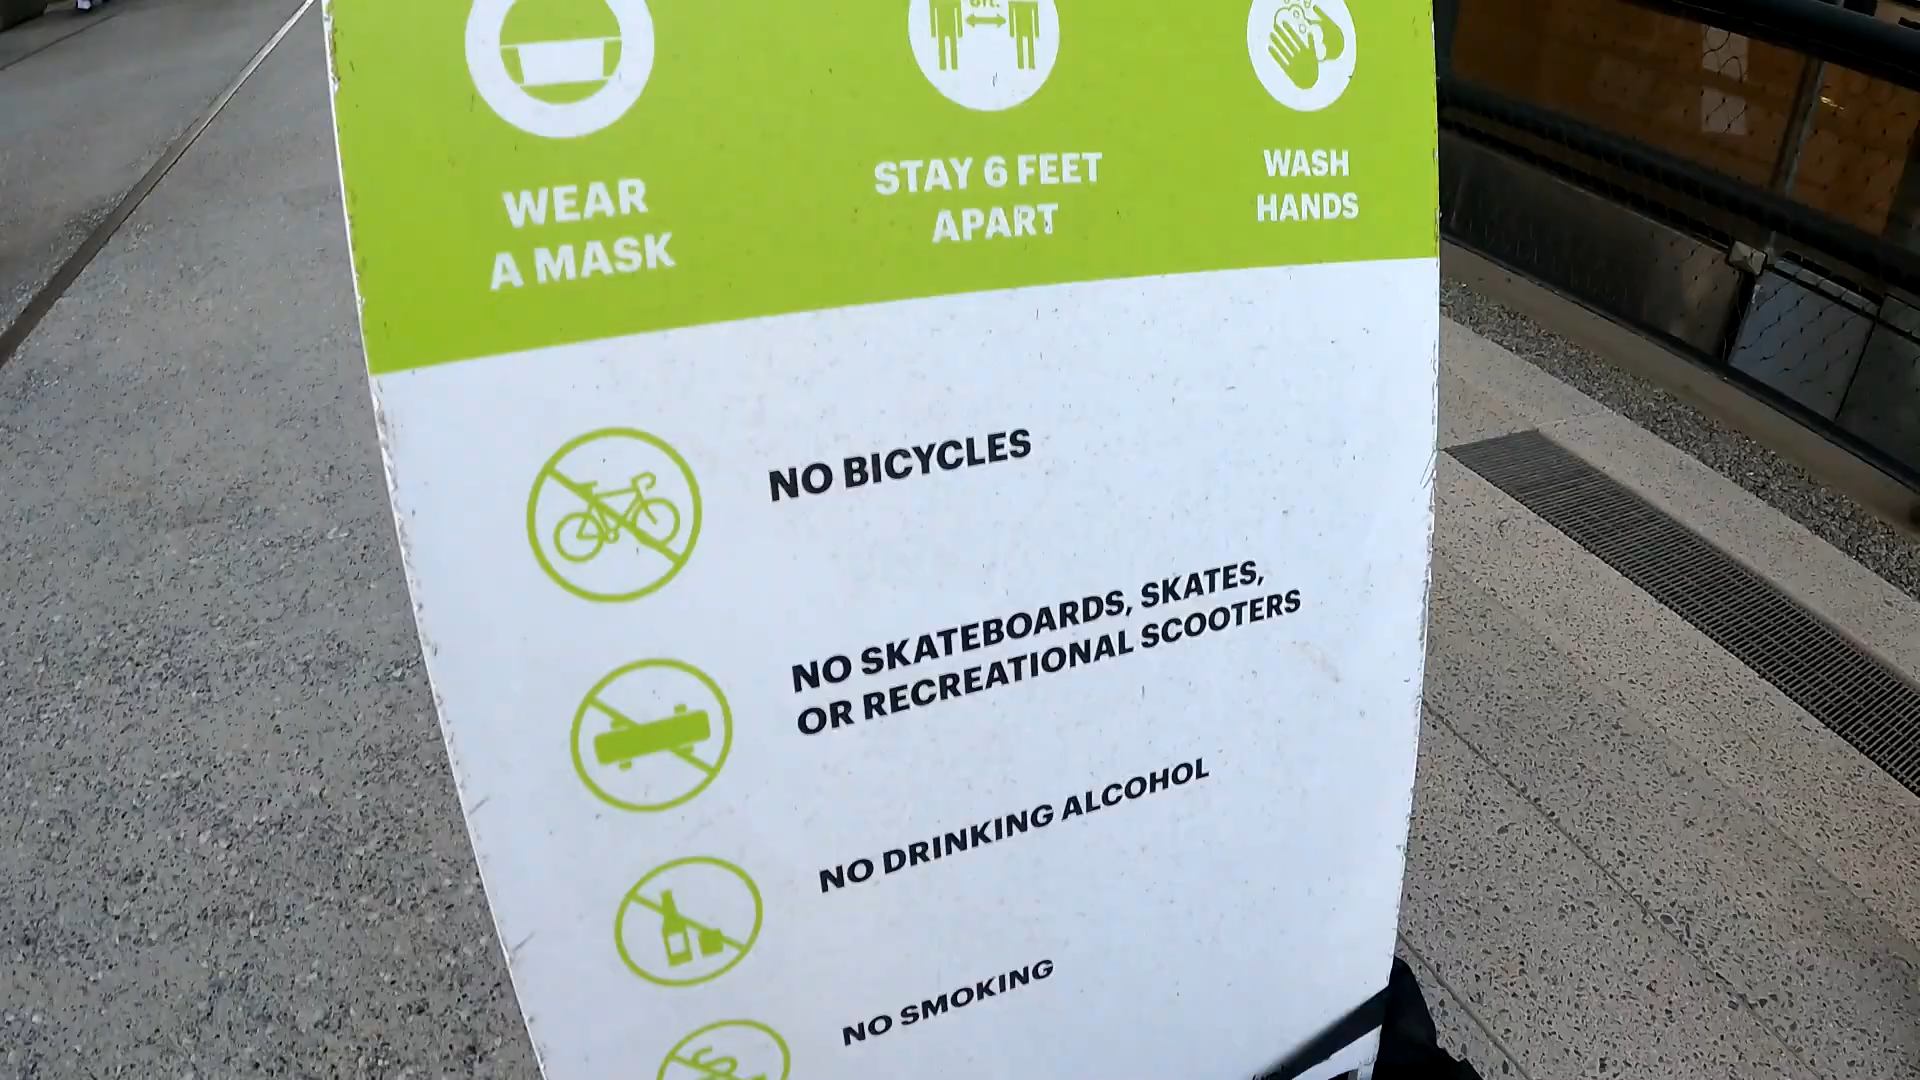 6FT.
WEAR
A MASK
STAY 6 FEET
APART
WASH
HANDS
NO BICYCLES
NO SKATEBOARDS, SKATES,
OR RECREATIONAL SCOOTERS
NO DRINKING ALCOHOL
NO SMOKING